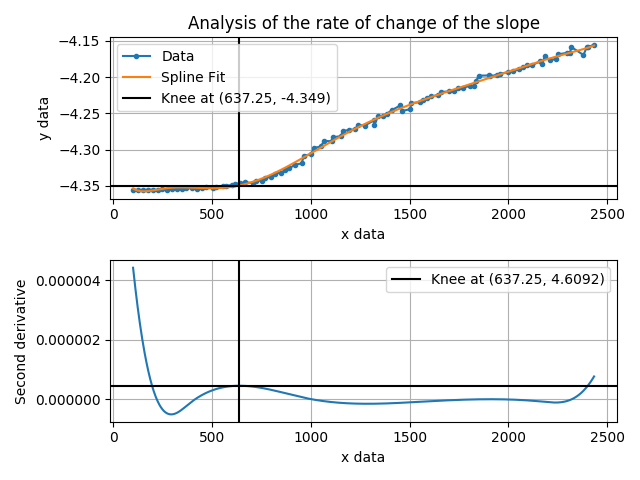 Analysis of the rate of change of the slope
−4.15
−4.20
−4.25
−4.30
−4.35
y data
Data
Spline Fit
Knee at (637.25, -4.349)
0
500
1000
1500
2000
2500
x data
0.000004
0.000002
0.000000
Second derivative
Knee at (637.25, 4.6092)
0
500
1000
1500
2000
2500
x data